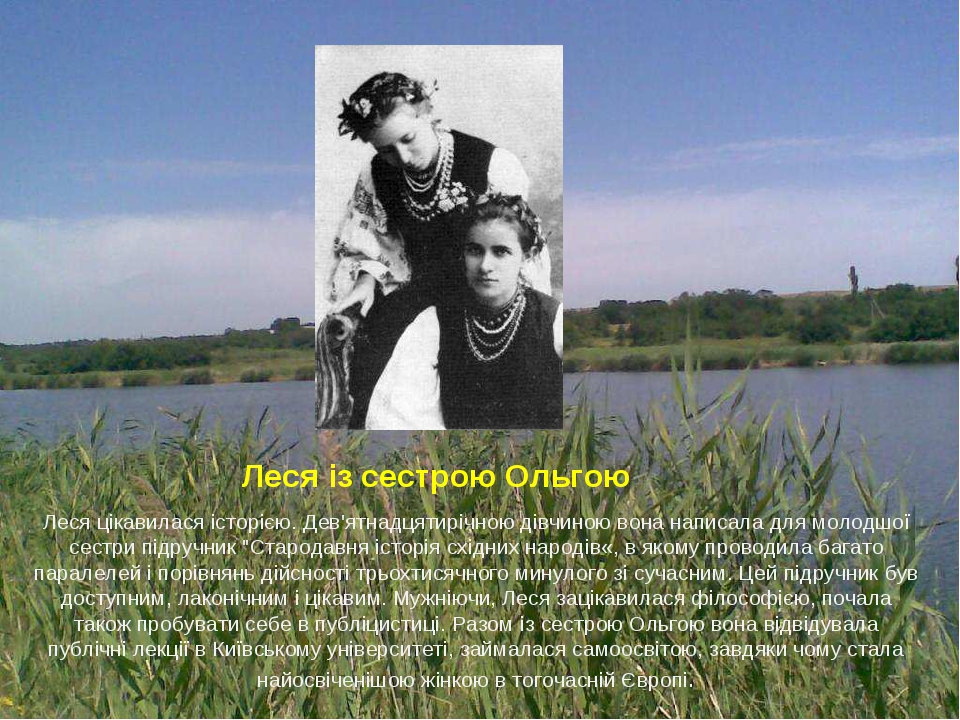 Леся із сестрою Ольгою
Леся цікавилася історією. Дев'ятнадцятирічною дівчиною вона написала для молодшої
сестри підручник "Стародавня історія східних народів«, в якому проводила багато
паралелей і порівнянь дійсності трьохтисячного минулого зі сучасним. Цей підручник був
доступним, лаконічним і цікавим. Мужніючи, Леся зацікавилася філософією, почала
також пробувати себе в публіцистиці. Разом із сестрою Ольгою вона відвідувала
публічні лекції в Київському університеті, займалася самоосвітою, завдяки чому стала
найосвіченішою жінкою в тогочасній Європі.